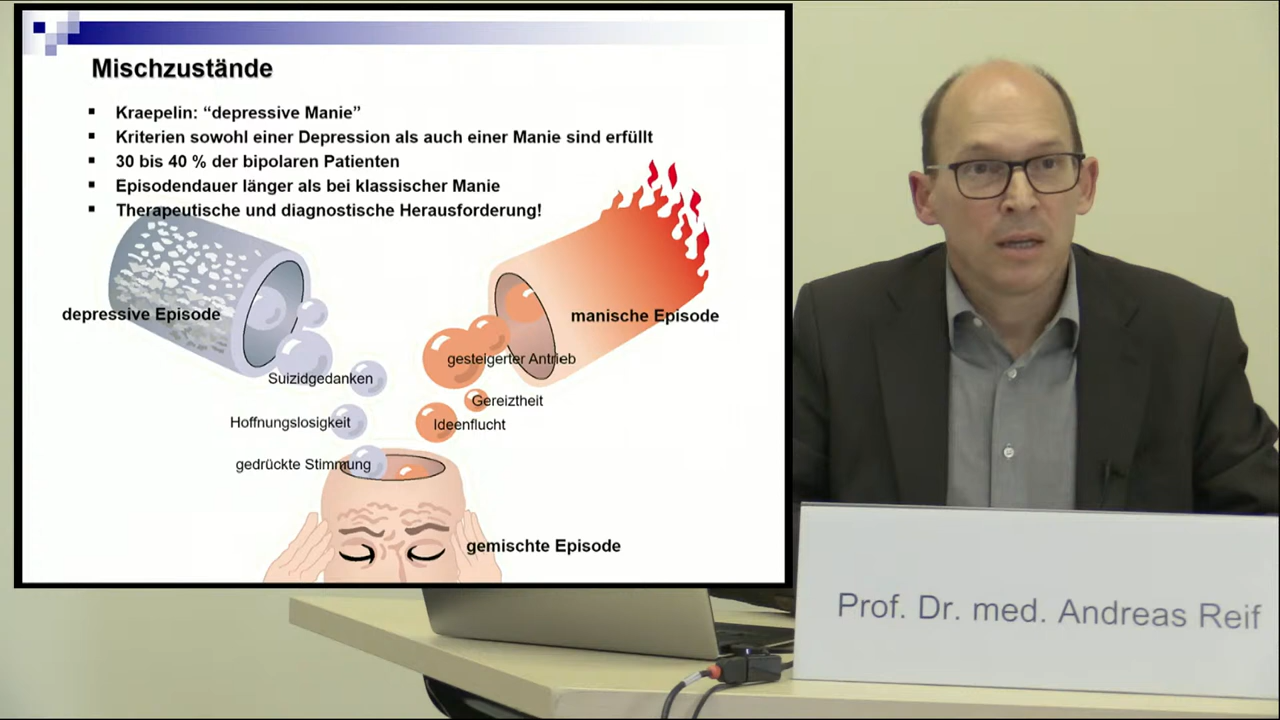 Mischzustände
Kraepelin: “depressive Manie”
Kriterien sowohl einer Depression als auch einer Manie sind erfüllt
30 bis 40 % der bipolaren Patienten
Episodendauer länger als bei klassischer Manie
Therapeutische und diagnostische Herausforderung!
depressive Episode
manische Episode
gesteigerter Antrieb
Suizidgedanken
Gereiztheit
Hoffnungslosigkeit
Ideenflucht
gedrückte Stimmung
gemischte Episode
Prof. Dr. med. Andreas Reif